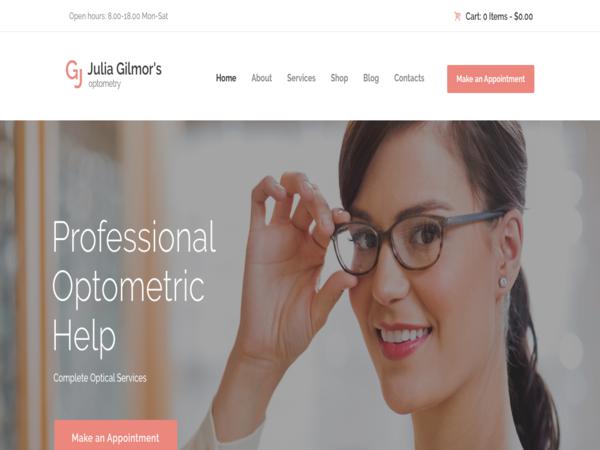 Open hours: 8.00-18.00 Mon-Sat
Cart: 0 Items - $0.00
GJ
Julia Gilmor's
optometry
Home About Services Shop Blog Contacts
Make an Appointment
Professional
Optometric
Help
Complete Optical Services
Make an Appointment